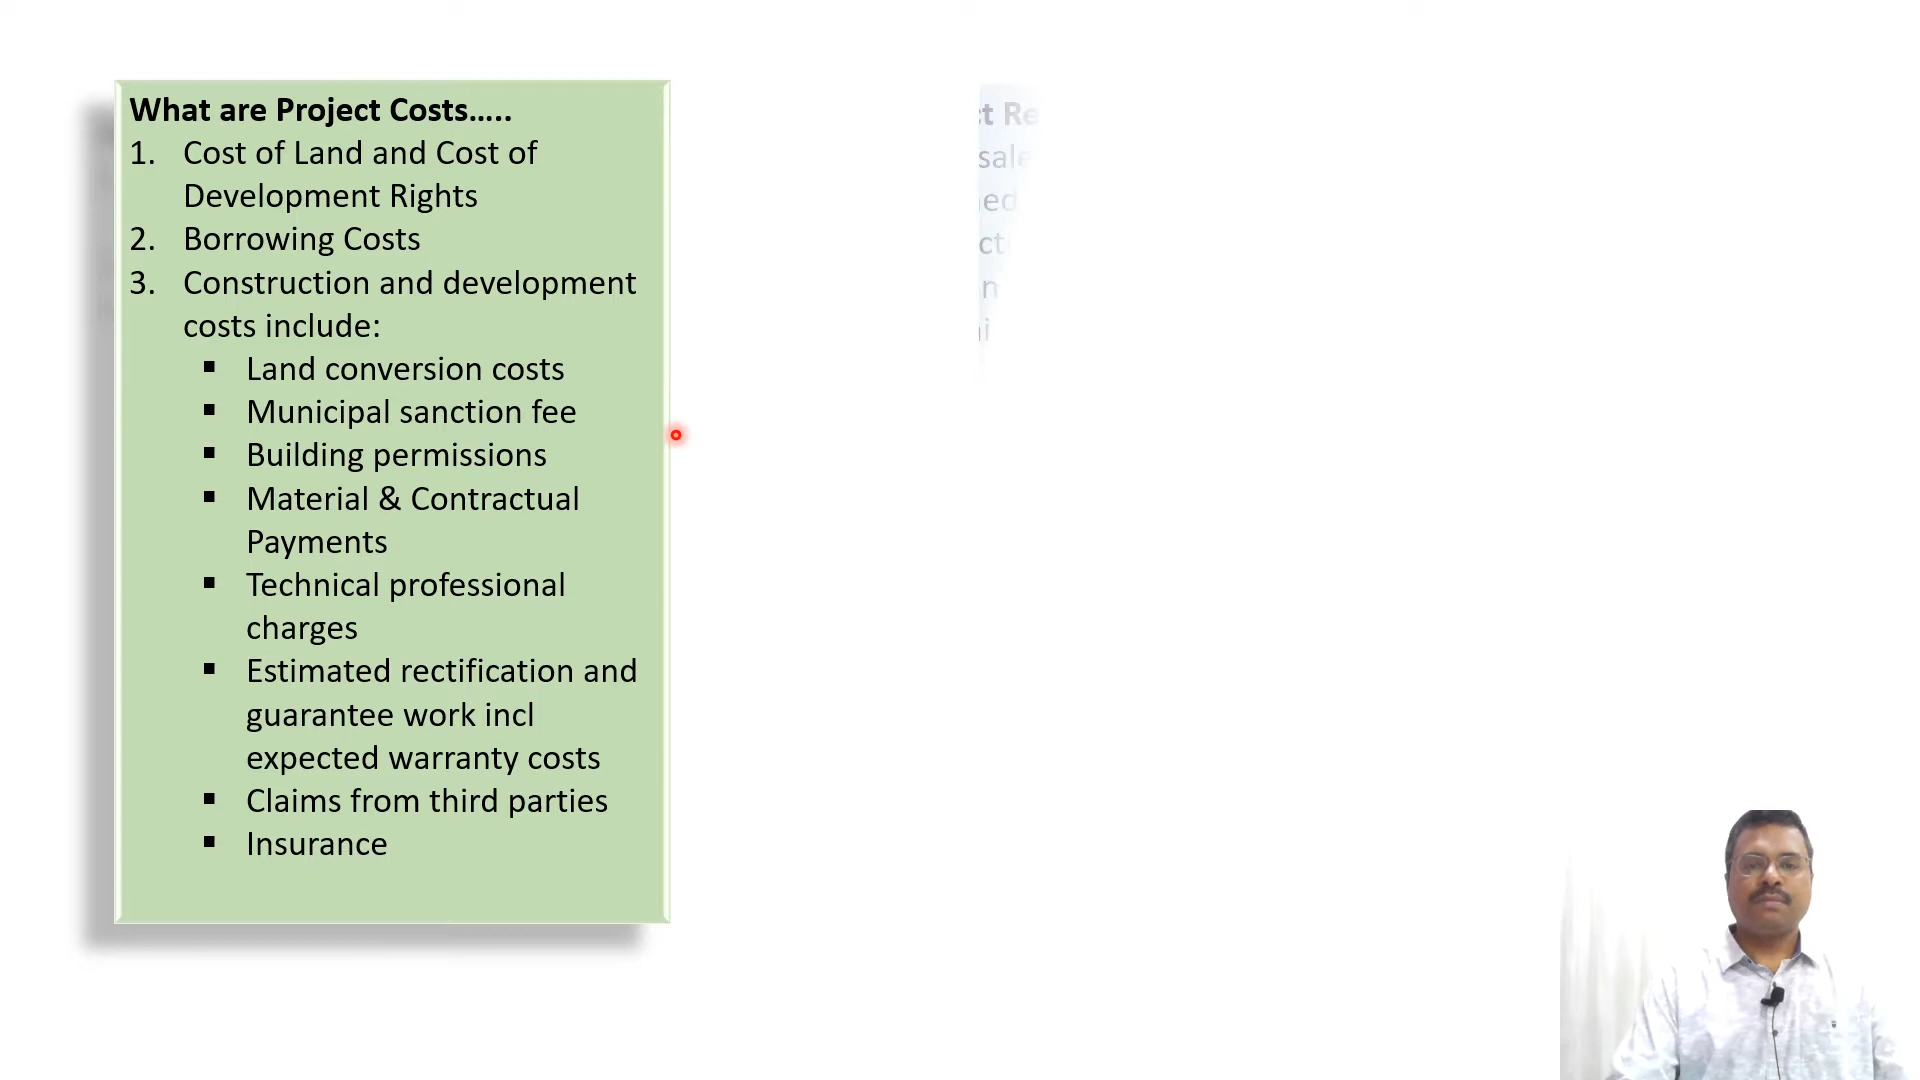 What are Project Costs.....
1. Cost of Land and Cost of
Development Rights
2. Borrowing Costs
3. Construction and development
costs include:
▪ Land conversion costs
▪ Municipal sanction fee
▪ Building permissions
▪ Material & Contractual
Payments
▪ Technical professional
charges
▪ Estimated rectification and
guarantee work incl
expected warranty costs
▪ Claims from third parties
▪ Insurance
sale